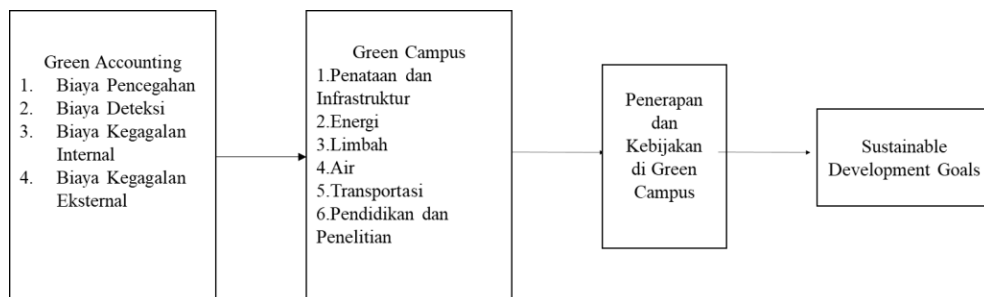 Green Accounting
1. Biaya Pencegahan
2. Biaya Deteksi
3. Biaya Kegagalan
Internal
4. Biaya Kegagalan
Eksternal
Green Campus
1.Penataan dan
Infrastruktur
2.Energi
3.Limbah
4.Air
5.Transportasi
6.Pendidikan dan
Penelitian
Penerapan
dan
Kebijakan
di Green
Campus
Sustainable
Development Goals